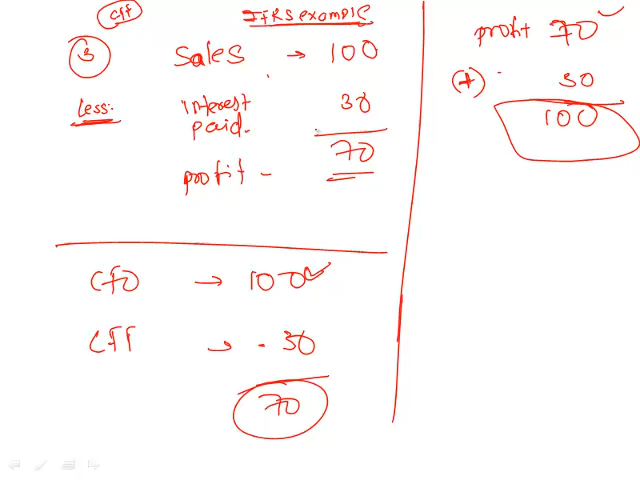 CFF
IFRS example
3 Sales → 100
Less: interest paid. 30
70
profit -
CFO → 100 ✓
CFF → - 30
70
profit 70 ✓
(+) 30
100